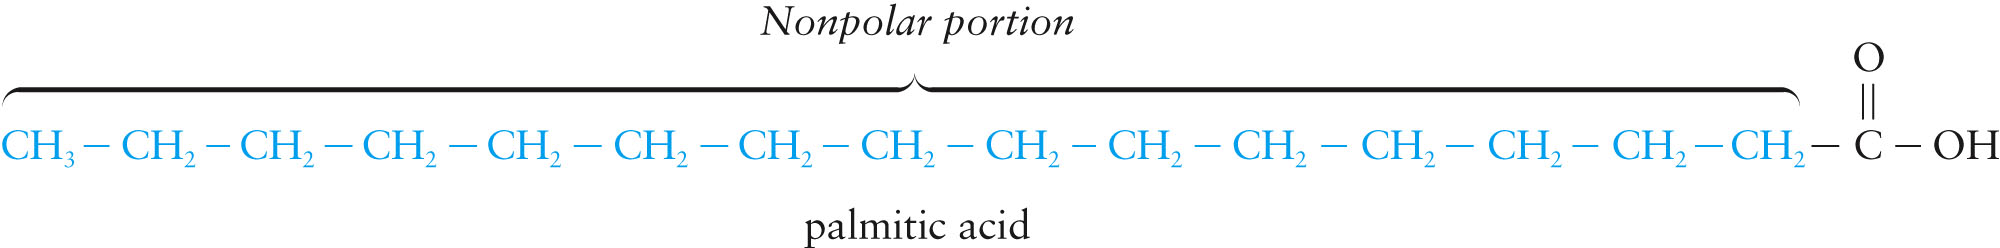 Nonpolar portion
O
||
CH₃ – CH₂ – CH₂ – CH₂ – CH₂ – CH₂ – CH₂ – CH₂ – CH₂ – CH₂ – CH₂ – CH₂ – CH₂ – CH₂ – CH₂ – C – OH
palmitic acid